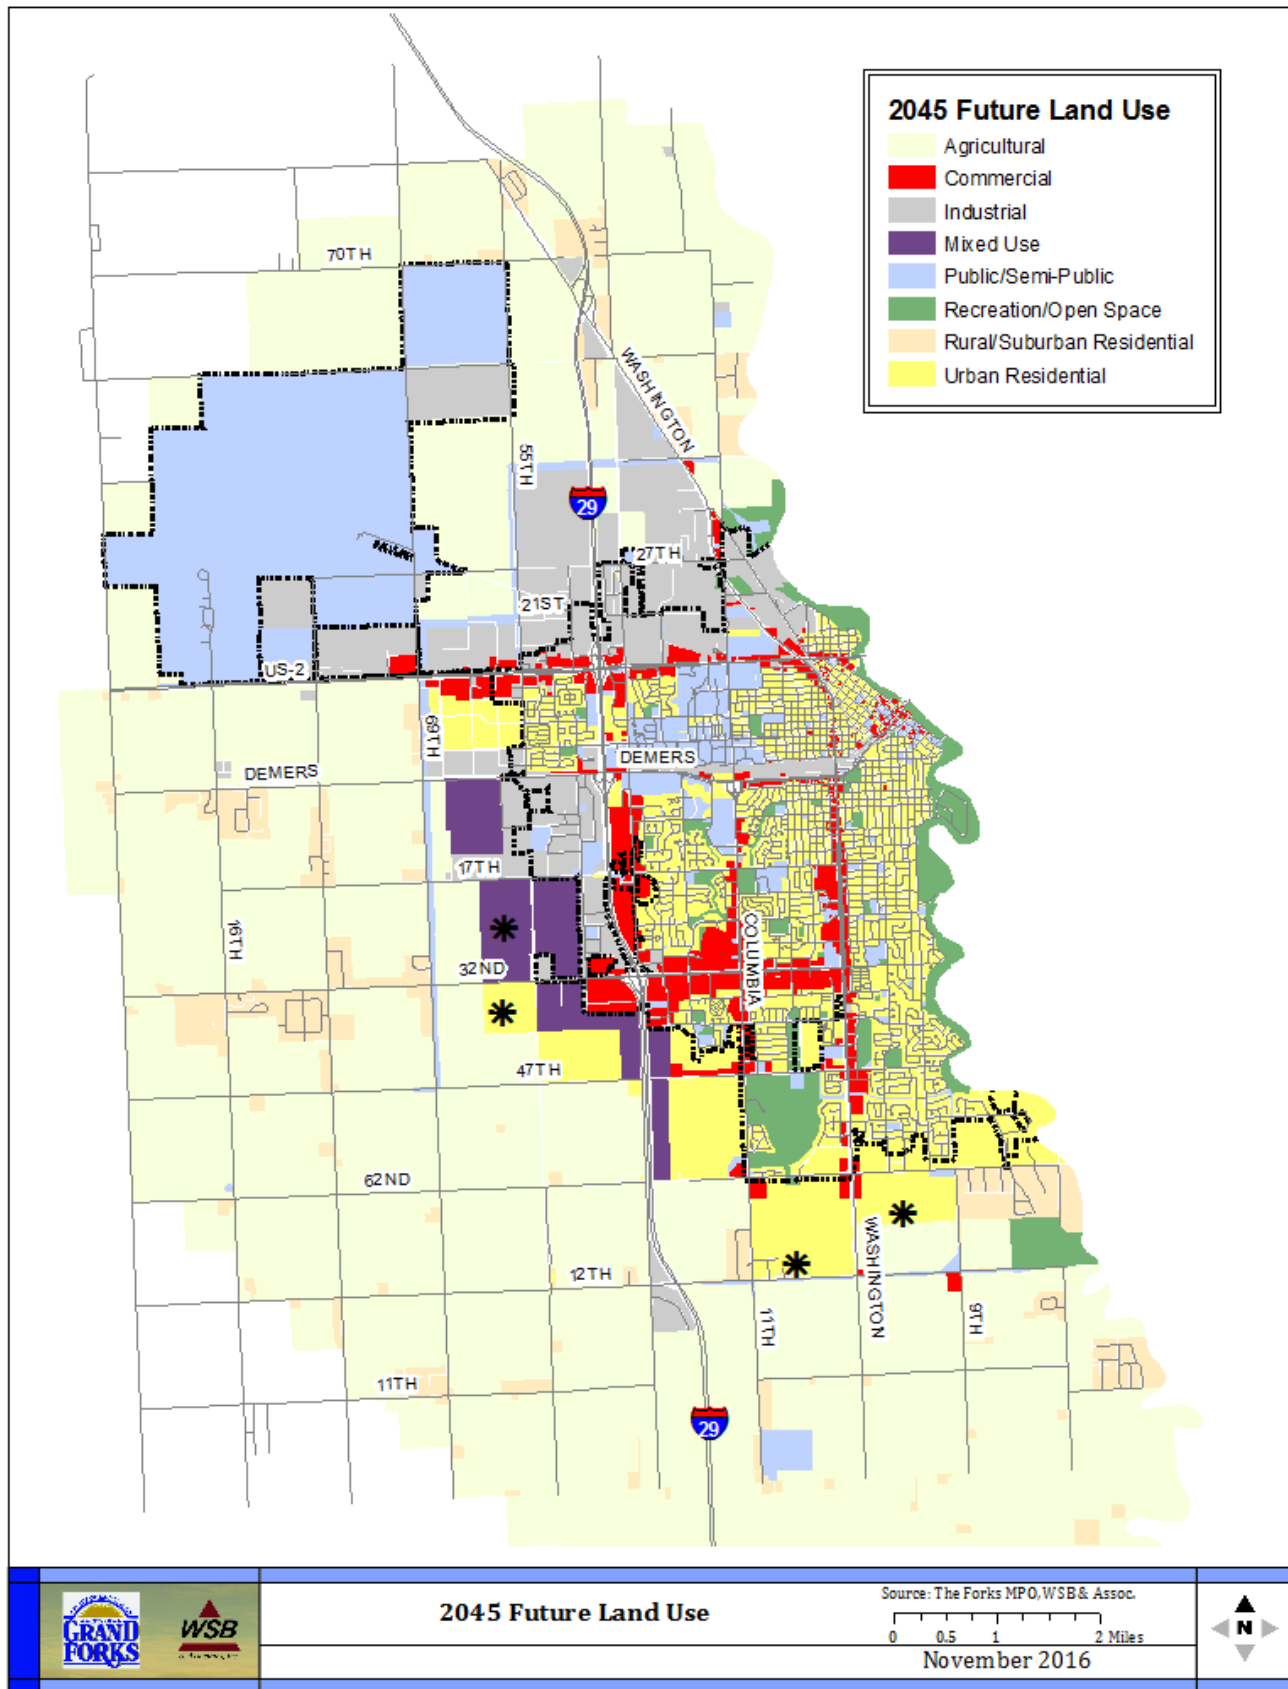 2045 Future Land Use
Agricultural
Commercial
Industrial
Mixed Use
Public/Semi-Public
Recreation/Open Space
Rural/Suburban Residential
Urban Residential
70TH
WASHINGTON
55TH
29
27TH
21ST
US-2
69TH
DEMERS
DEMERS
17TH
16TH
32ND
COLUMBIA
47TH
62ND
12TH
11TH
WASHINGTON
9TH
11TH
29
GRAND
FORKS
WSB
2045 Future Land Use
Source: The Forks MPO, WSB & Assoc.
0 0.5 1 2 Miles
November 2016
N